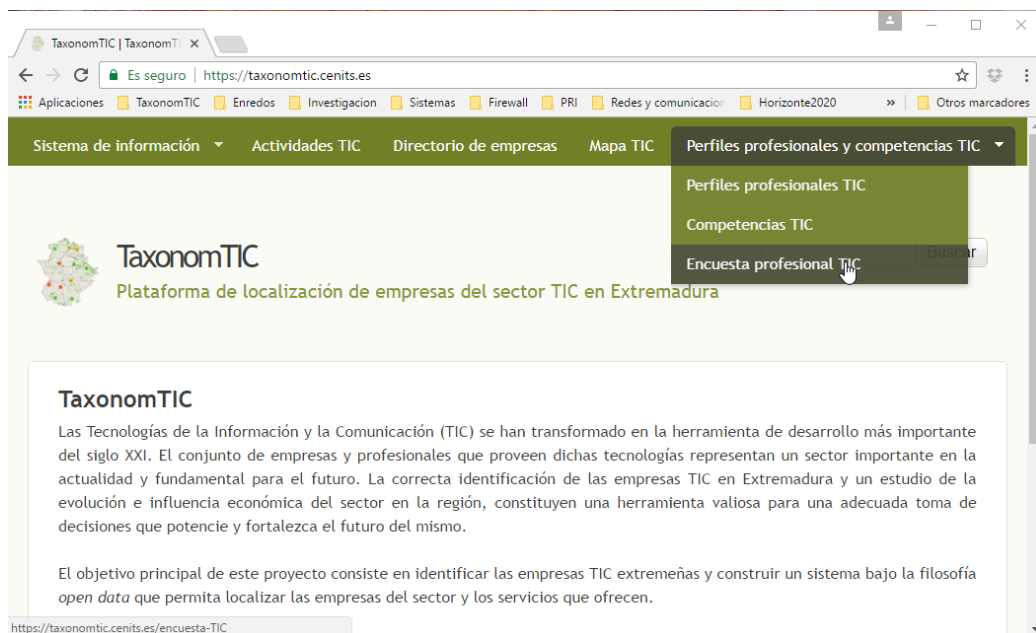 TaxonomTIC | TaxonomTI
Es seguro | https://taxonomtic.cenits.es
Aplicaciones TaxonomTIC Enredos Investigacion Sistemas Firewall PRI Redes y comunicacion Horizonte2020 » Otros marcadores
Sistema de información Actividades TIC Directorio de empresas Mapa TIC Perfiles profesionales y competencias TIC
Perfiles profesionales TIC
Competencias TIC
Encuesta profesional TIC
Buscar
TaxonomTIC
Plataforma de localización de empresas del sector TIC en Extremadura
TaxonomTIC
Las Tecnologías de la Información y la Comunicación (TIC) se han transformado en la herramienta de desarrollo más importante
del siglo XXI. El conjunto de empresas y profesionales que proveen dichas tecnologías representan un sector importante en la
actualidad y fundamental para el futuro. La correcta identificación de las empresas TIC en Extremadura y un estudio de la
evolución e influencia económica del sector en la región, constituyen una herramienta valiosa para una adecuada toma de
decisiones que potencie y fortalezca el futuro del mismo.
El objetivo principal de este proyecto consiste en identificar las empresas TIC extremeñas y construir un sistema bajo la filosofía
open data que permita localizar las empresas del sector y los servicios que ofrecen.
https://taxonomtic.cenits.es/encuesta-TIC